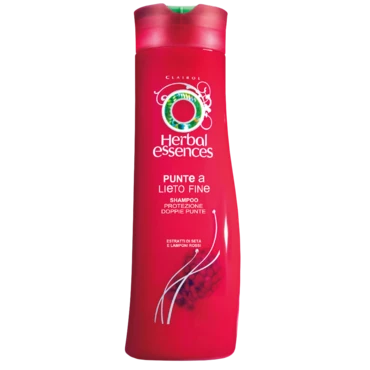 CLAIROL
Herbal
essences
PUNTE a
LIETO FINE
SHAMPOO
PROTEZIONE
DOPPIE PUNTE
ESTRATTI DI SETA
E LAMPONI ROSSI